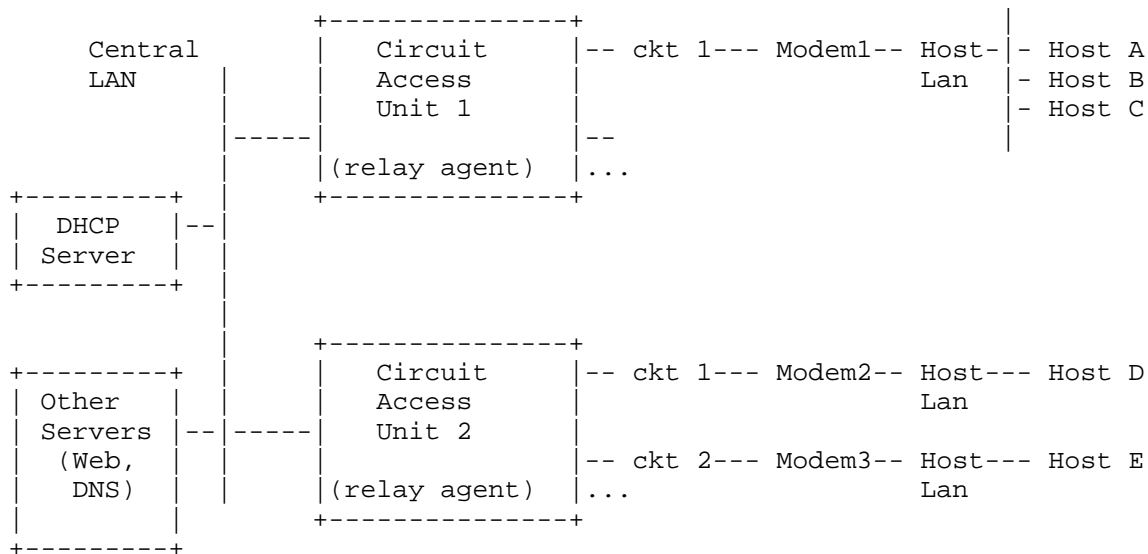 +---------------+                          |
      Central            |   Circuit     |-- ckt 1--- Modem1-- Host-|- Host A
      LAN     |          |   Access      |                     Lan  |- Host B
              |          |   Unit 1      |                          |- Host C
              |-----|               |--                        |
              |     |(relay agent)  |...
+---------+   |     +---------------+
|  DHCP   |--|
| Server  |   |
+---------+   |
              |
              |     +---------------+
+---------+   |     |   Circuit     |-- ckt 1--- Modem2-- Host--- Host D
| Other   |   |     |   Access      |                     Lan
| Servers |--|-----|   Unit 2      |
|  (Web,  |   |     |               |-- ckt 2--- Modem3-- Host--- Host E
|   DNS)  |   |     |(relay agent)  |...                  Lan
|         |         +---------------+
+---------+